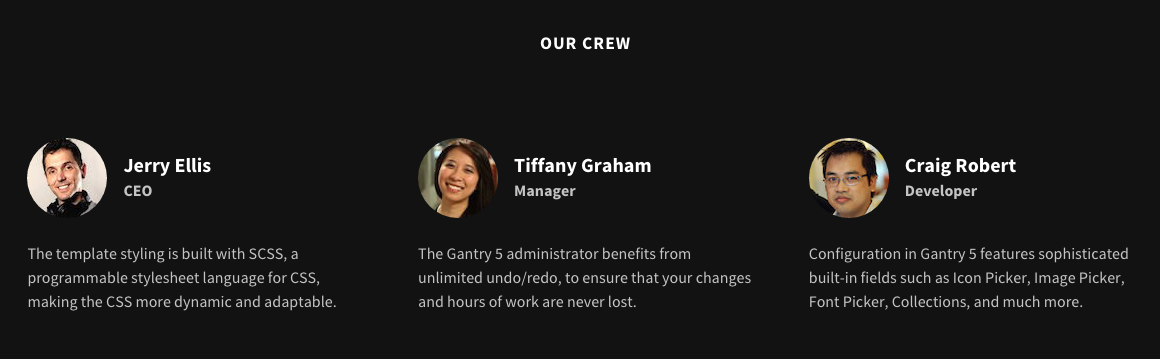 OUR CREW
Jerry Ellis
CEO
The template styling is built with SCSS, a
programmable stylesheet language for CSS,
making the CSS more dynamic and adaptable.
Tiffany Graham
Manager
The Gantry 5 administrator benefits from
unlimited undo/redo, to ensure that your changes
and hours of work are never lost.
Craig Robert
Developer
Configuration in Gantry 5 features sophisticated
built-in fields such as Icon Picker, Image Picker,
Font Picker, Collections, and much more.